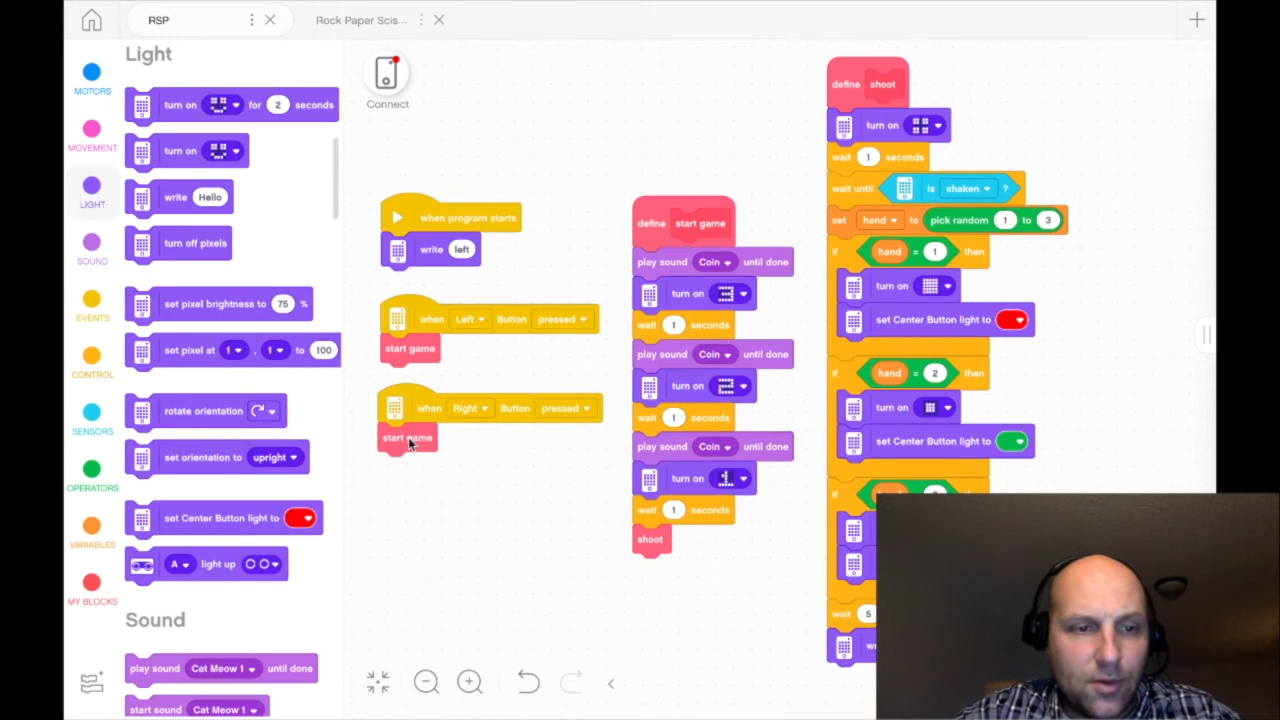 RSP
Rock Paper Scis...
MOTORS
MOVEMENT
LIGHT
SOUND
EVENTS
CONTROL
SENSORS
OPERATORS
VARIABLES
MY BLOCKS
Light
turn on for 2 seconds
turn on
write Hello
turn off pixels
set pixel brightness to 75 %
set pixel at 1 , 1 to 100
rotate orientation
set orientation to upright
set Center Button light to
A light up
Sound
play sound Cat Meow 1 until done
start sound Cat Meow 1
Connect
when program starts
write left
when Left Button pressed
start game
when Right Button pressed
start game
define start game
play sound Coin until done
turn on
wait 1 seconds
play sound Coin until done
turn on
wait 1 seconds
play sound Coin until done
turn on
wait 1 seconds
shoot
define shoot
turn on
wait 1 seconds
wait until is shaken ?
set hand to pick random 1 to 3
if hand = 1 then
turn on
set Center Button light to
if hand = 2 then
turn on
set Center Button light to
if
wait 5